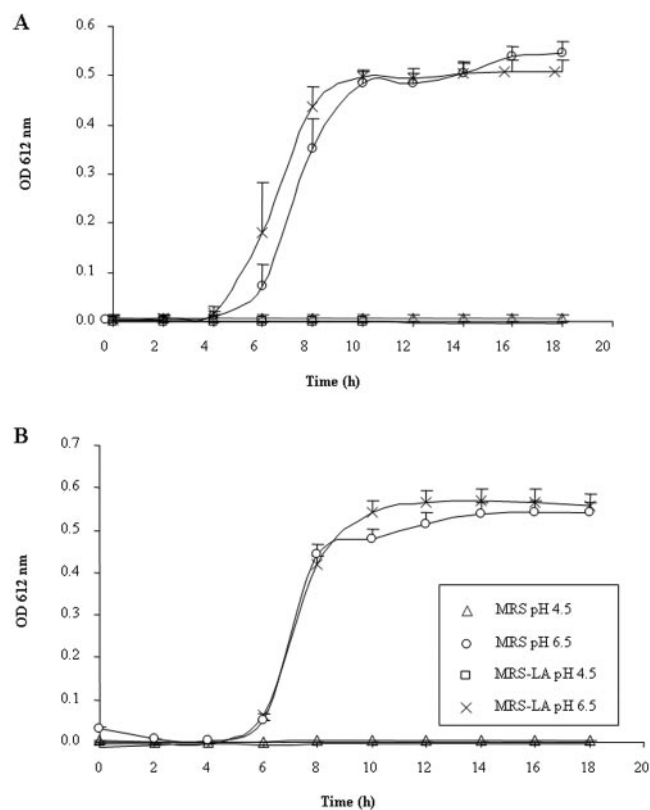 A
OD 612 nm
0.6
0.5
0.4
0.3
0.2
0.1
0.0
0 2 4 6 8 10 12 14 16 18 20
Time (h)
B
OD 612 nm
0.7
0.6
0.5
0.4
0.3
0.2
0.1
0.0
0 2 4 6 8 10 12 14 16 18
Time (h)
MRS pH 4.5
MRS pH 6.5
MRS-LA pH 4.5
MRS-LA pH 6.5